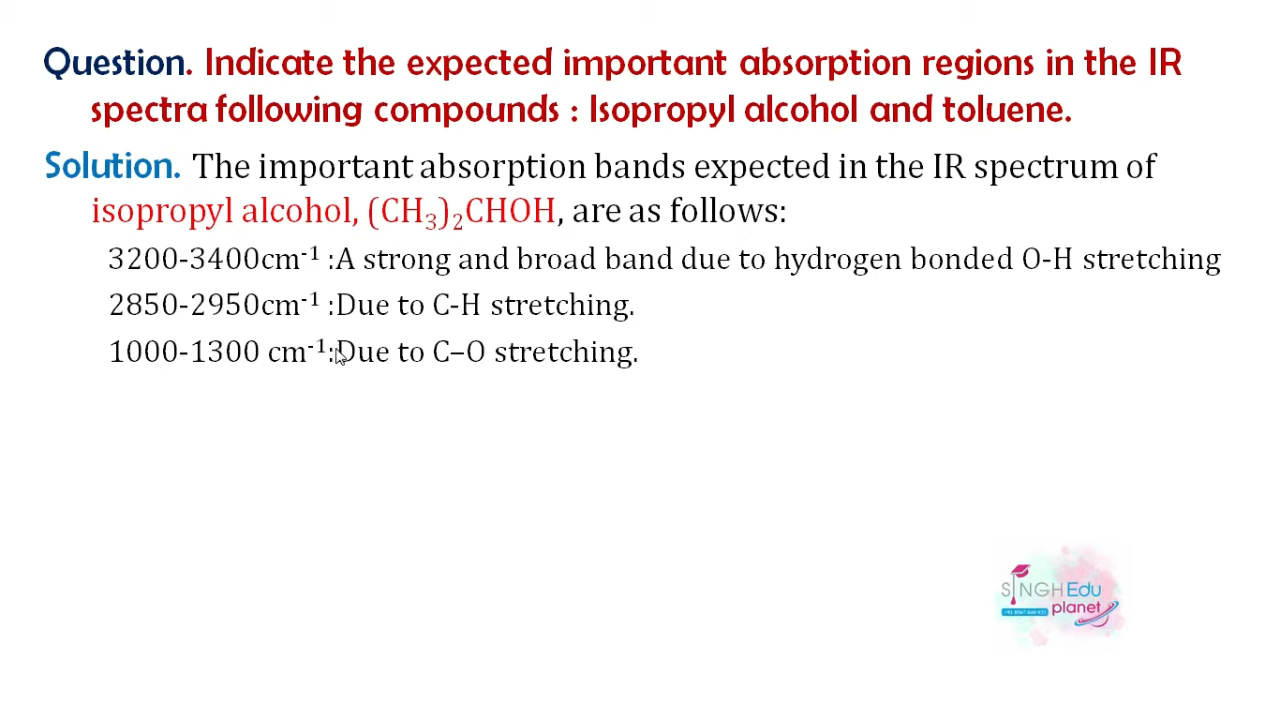 Question. Indicate the expected important absorption regions in the IR
spectra following compounds : Isopropyl alcohol and toluene.
Solution. The important absorption bands expected in the IR spectrum of
isopropyl alcohol, (CH₃)₂CHOH, are as follows:
3200-3400cm⁻¹ :A strong and broad band due to hydrogen bonded O-H stretching
2850-2950cm⁻¹ :Due to C-H stretching.
1000-1300 cm⁻¹:Due to C–O stretching.
SINGH Edu
planet